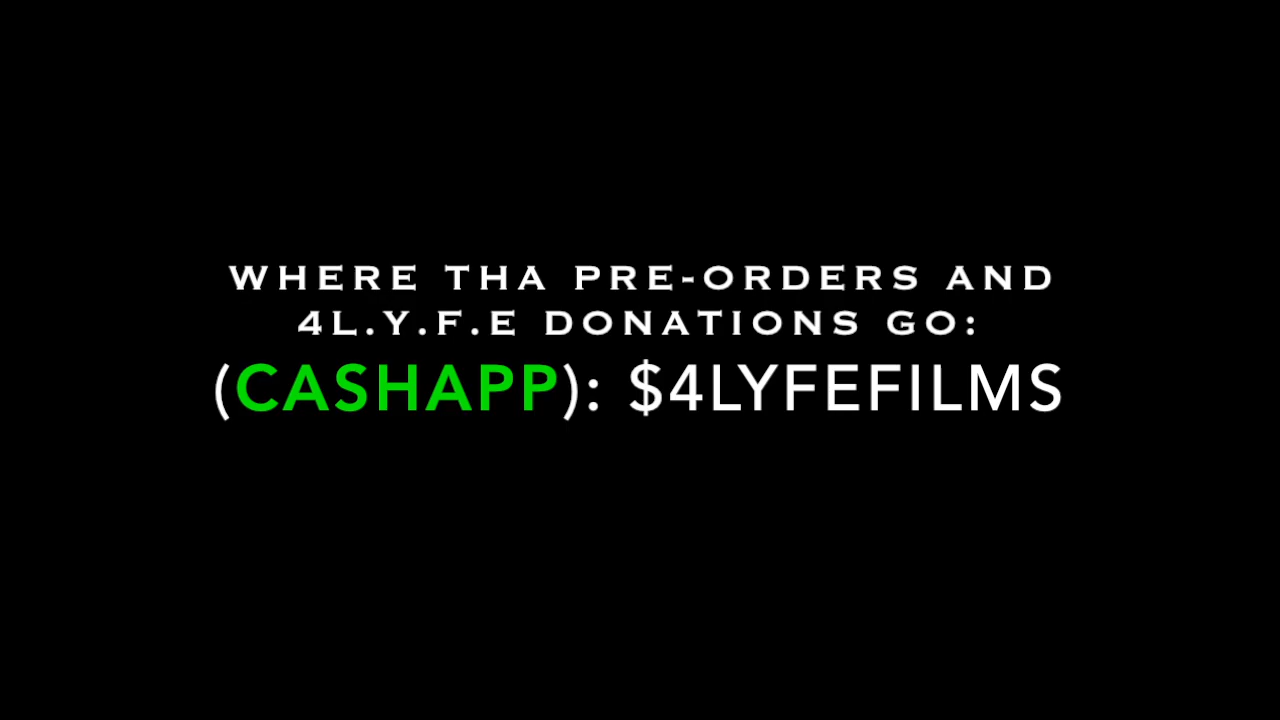 WHERE THA PRE-ORDERS AND
4L.Y.F.E DONATIONS GO:
(CASHAPP): $4LYFEFILMS